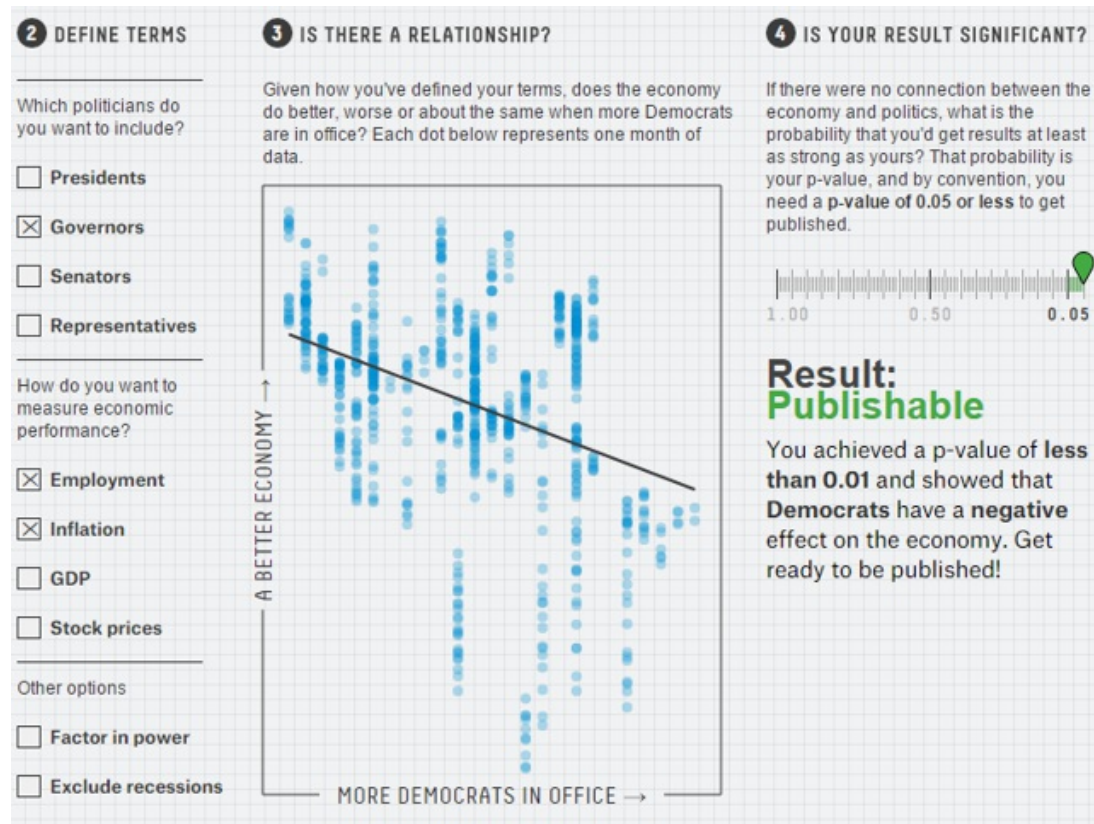 2 DEFINE TERMS
Which politicians do
you want to include?
Presidents
Governors
Senators
Representatives
How do you want to
measure economic
performance?
Employment
Inflation
GDP
Stock prices
Other options
Factor in power
Exclude recessions
3 IS THERE A RELATIONSHIP?
Given how you've defined your terms, does the economy
do better, worse or about the same when more Democrats
are in office? Each dot below represents one month of
data.
A BETTER ECONOMY →
MORE DEMOCRATS IN OFFICE →
4 IS YOUR RESULT SIGNIFICANT?
If there were no connection between the
economy and politics, what is the
probability that you'd get results at least
as strong as yours? That probability is
your p-value, and by convention, you
need a p-value of 0.05 or less to get
published.
1.00 0.50 0.05
Result:
Publishable
You achieved a p-value of less
than 0.01 and showed that
Democrats have a negative
effect on the economy. Get
ready to be published!